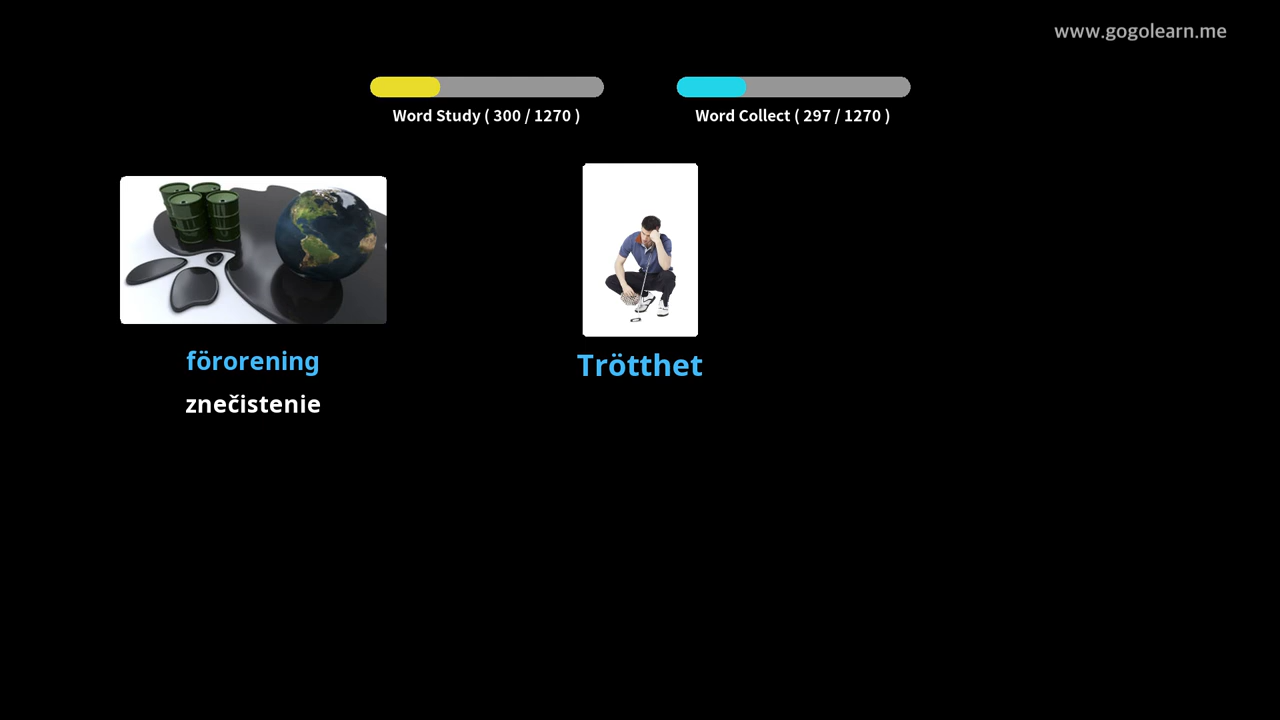 www.gogolearn.me
Word Study ( 300 / 1270 )
Word Collect ( 297 / 1270 )
förorening
znečistenie
Trötthet